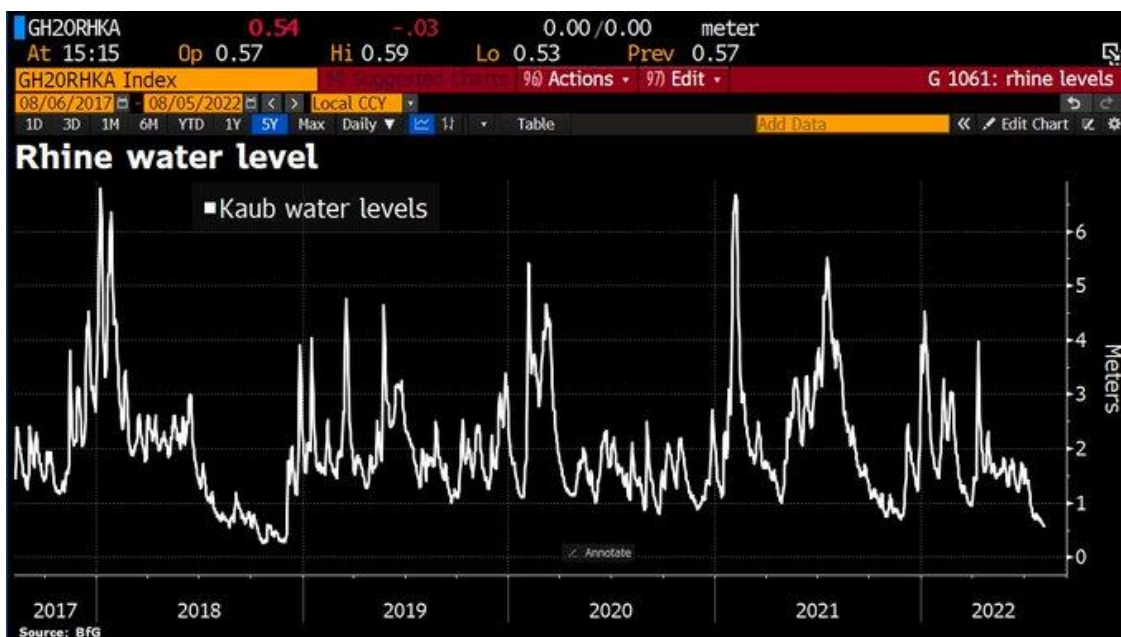 GH20RHKA 0.54 -.03 0.00/0.00 meter
At 15:15 Op 0.57 Hi 0.59 Lo 0.53 Prev 0.57
GH20RHKA Index 94) Suggested Charts 96) Actions 97) Edit G 1061: rhine levels
08/06/2017 - 08/05/2022 Local CCY
1D 3D 1M 6M YTD 1Y 5Y Max Daily Table Add Data Edit Chart
Rhine water level
Kaub water levels
6
5
4
3
2
1
0
Meters
Annotate
2017 2018 2019 2020 2021 2022
Source: BfG